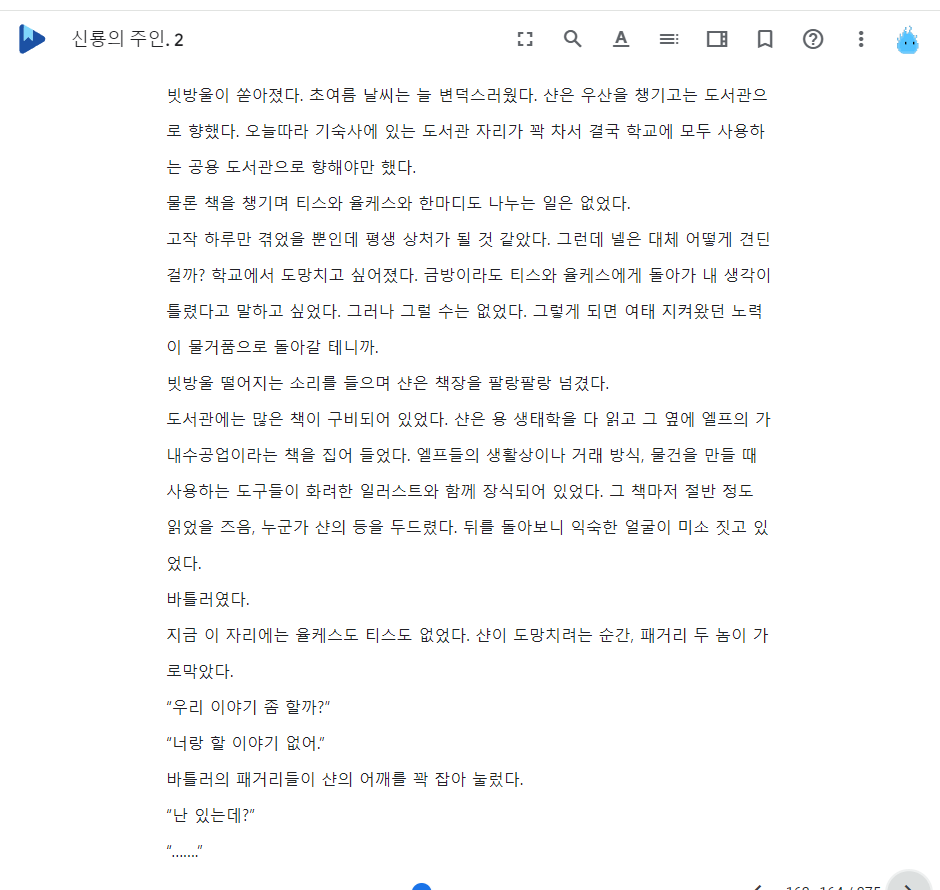 신룡의 주인. 2
빗방울이 쏟아졌다. 초여름 날씨는 늘 변덕스러웠다. 샨은 우산을 챙기고는 도서관으
로 향했다. 오늘따라 기숙사에 있는 도서관 자리가 꽉 차서 결국 학교에 모두 사용하
는 공용 도서관으로 향해야만 했다.
물론 책을 챙기며 티스와 율케스와 한마디도 나누는 일은 없었다.
고작 하루만 겪었을 뿐인데 평생 상처가 될 것 같았다. 그런데 넬은 대체 어떻게 견딘
걸까? 학교에서 도망치고 싶어졌다. 금방이라도 티스와 율케스에게 돌아가 내 생각이
틀렸다고 말하고 싶었다. 그러나 그럴 수는 없었다. 그렇게 되면 여태 지켜왔던 노력
이 물거품으로 돌아갈 테니까.
빗방울 떨어지는 소리를 들으며 샨은 책장을 팔랑팔랑 넘겼다.
도서관에는 많은 책이 구비되어 있었다. 샨은 용 생태학을 다 읽고 그 옆에 엘프의 가
내수공업이라는 책을 집어 들었다. 엘프들의 생활상이나 거래 방식, 물건을 만들 때
사용하는 도구들이 화려한 일러스트와 함께 장식되어 있었다. 그 책마저 절반 정도
읽었을 즈음, 누군가 샨의 등을 두드렸다. 뒤를 돌아보니 익숙한 얼굴이 미소 짓고 있
었다.
바틀러였다.
지금 이 자리에는 율케스도 티스도 없었다. 샨이 도망치려는 순간, 패거리 두 놈이 가
로막았다.
“우리 이야기 좀 할까?”
“너랑 할 이야기 없어.”
바틀러의 패거리들이 샨의 어깨를 꽉 잡아 눌렀다.
“난 있는데?”
“…….”